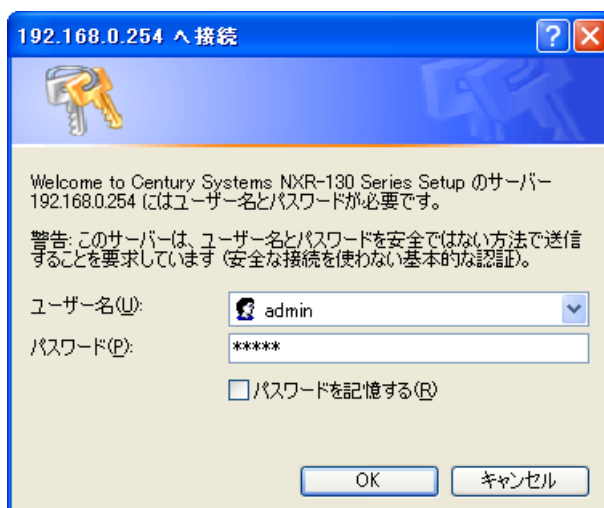 192.168.0.254 へ接続
Welcome to Century Systems NXR-130 Series Setup のサーバー
192.168.0.254 にはユーザー名とパスワードが必要です。
警告: このサーバーは、ユーザー名とパスワードを安全ではない方法で送信
することを要求しています (安全な接続を使わない基本的な認証)。
ユーザー名(U):
admin
パスワード(P):
*****
パスワードを記憶する(R)
OK
キャンセル